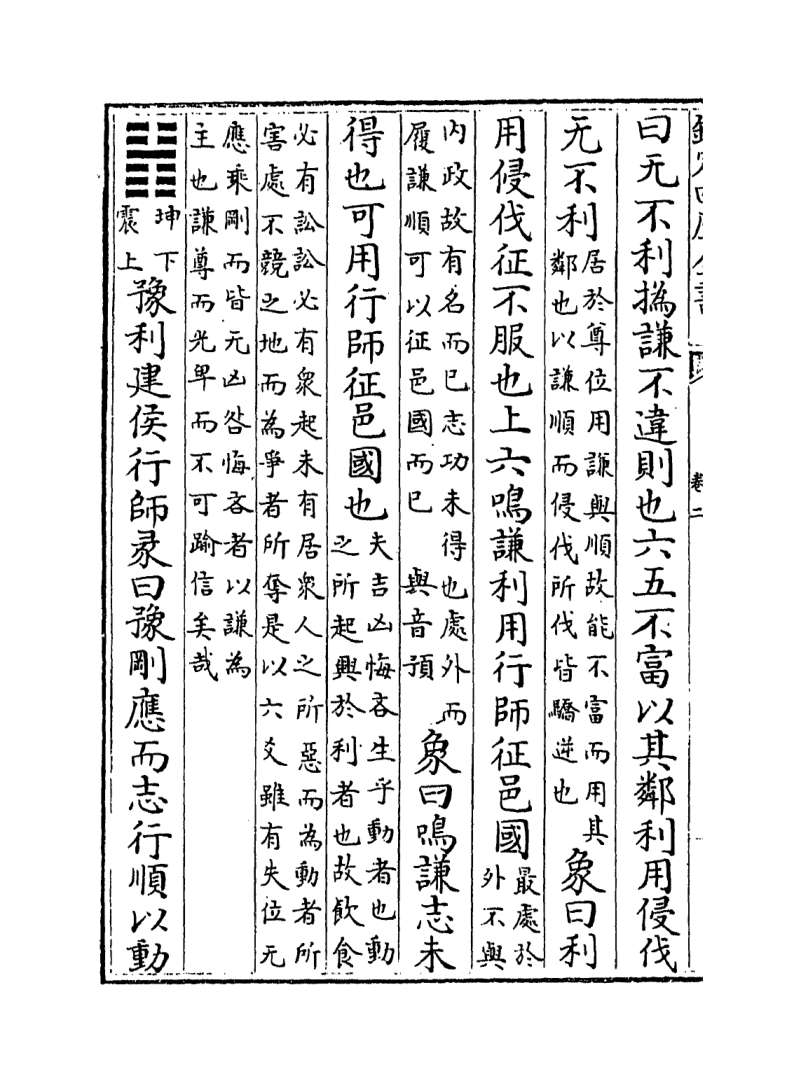 欽定四庫全書 卷二
曰无不利撝謙不違則也六五不富以其鄰利用侵伐
无不利
居於尊位用謙與順故能不富而用其
鄰也以謙順而侵伐所伐皆驕逆也
象曰利
用侵伐征不服也上六鳴謙利用行師征邑國
最處於
外不與
內政故有名而已志功未得也處外而
履謙順可以征邑國而已 與音預
象曰鳴謙志未
得也可用行師征邑國也
夫吉凶悔吝生乎動者也動
之所起興於利者也故飲食
必有訟訟必有衆起未有居衆人之所惡而為動者所
害處不競之地而為爭者所奪是以六爻雖有失位无
應乘剛而皆无凶咎悔吝者以謙為
主也謙尊而光卑而不可踰信矣哉
䷏
坤下
震上
豫利建侯行師彖曰豫剛應而志行順以動